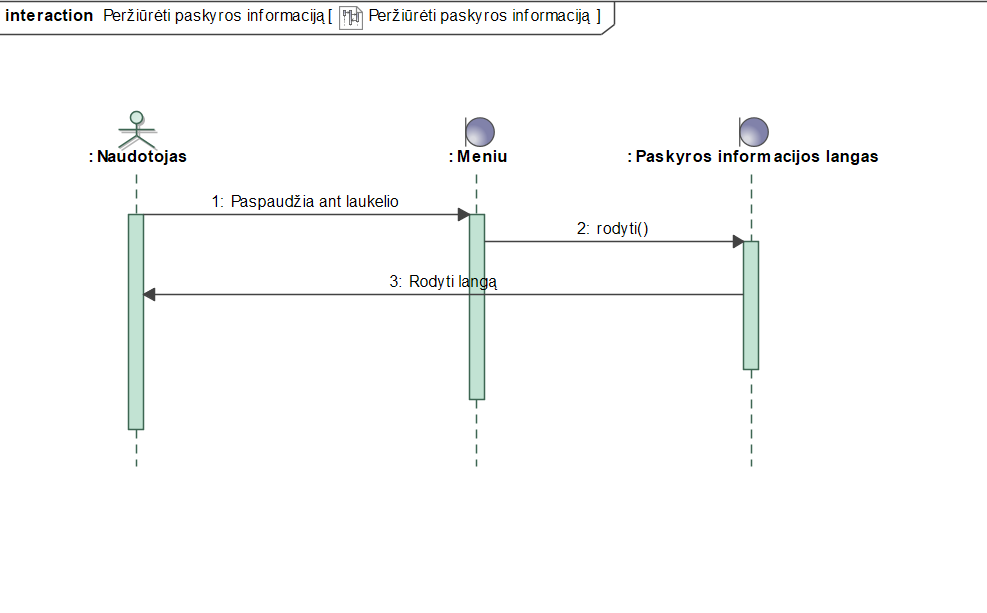 interaction Peržiūrėti paskyros informaciją [ Peržiūrėti paskyros informaciją ]
: Naudotojas
: Meniu
: Paskyros informacijos langas
1: Paspaudžia ant laukelio
2: rodyti()
3: Rodyti langą